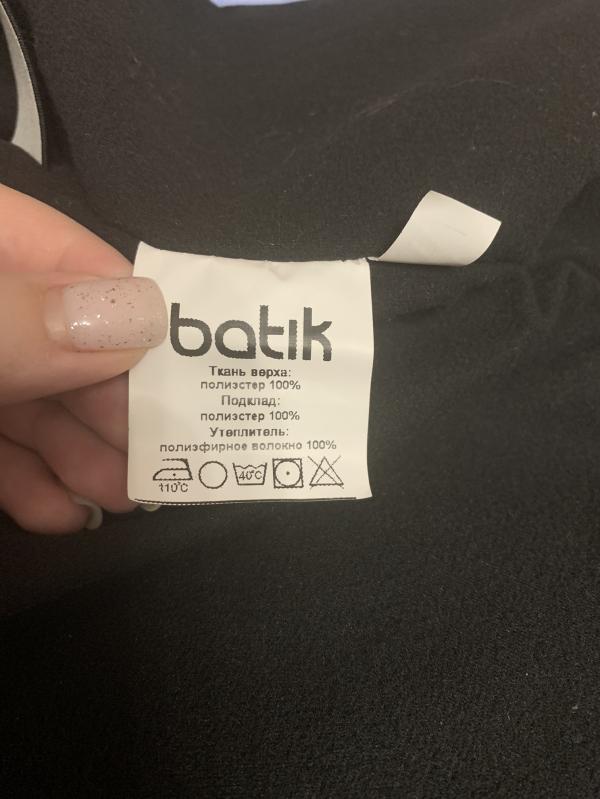 batik
Ткань верха:
полиэстер 100%
Подклад:
полиэстер 100%
Утеплитель:
полиэфирное волокно 100%
110°C 40°C